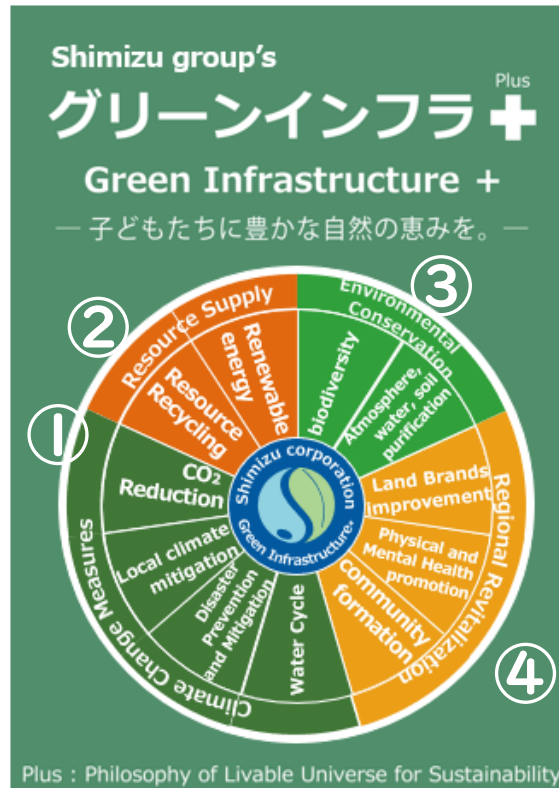 Shimizu group's
Plus
グリーンインフラ+
Green Infrastructure +
― 子どもたちに豊かな自然の恵みを。―
①
②
③
④
Resource Supply
Resource
Recycling
Renewable
energy
Environmental
Conservation
biodiversity
Atmosphere,
water, soil
purification
Regional Revitalization
Land Brands
improvement
Physical and
Mental Health
promotion
community
formation
Climate Change Measures
CO₂
Reduction
Local climate
mitigation
Disaster
Prevention
and Mitigation
Water Cycle
Shimizu corporation
Green Infrastructure+
Plus : Philosophy of Livable Universe for Sustainability